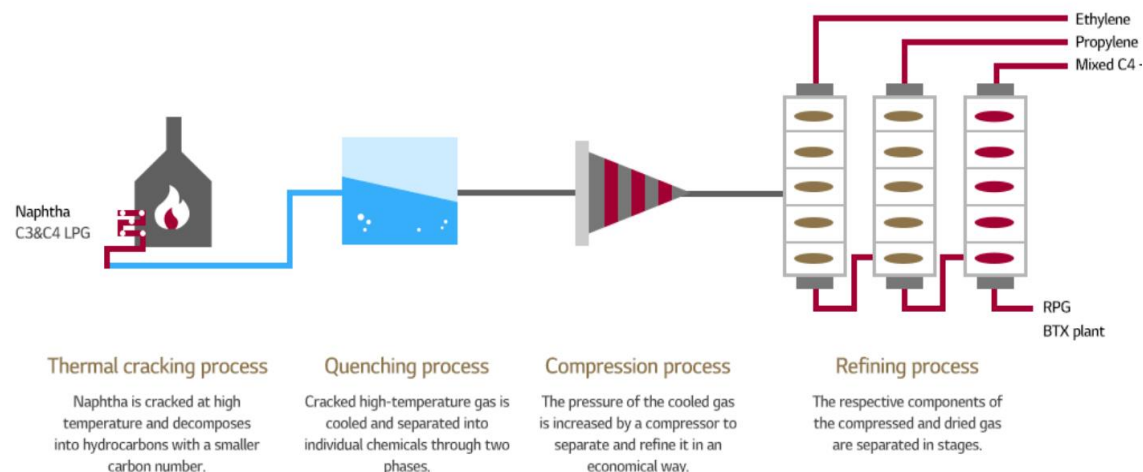 Ethylene
Propylene
Mixed C4 -
Naphtha
C3&C4 LPG
RPG
BTX plant
Thermal cracking process
Naphtha is cracked at high
temperature and decomposes
into hydrocarbons with a smaller
carbon number.
Quenching process
Cracked high-temperature gas is
cooled and separated into
individual chemicals through two
phases.
Compression process
The pressure of the cooled gas
is increased by a compressor to
separate and refine it in an
economical way.
Refining process
The respective components of
the compressed and dried gas
are separated in stages.